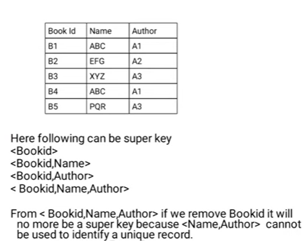 Book Id Name Author
B1 ABC A1
B2 EFG A2
B3 XYZ A3
B4 ABC A1
B5 PQR A3
Here following can be super key
<Bookid>
<Bookid,Name>
<Bookid,Author>
< Bookid,Name,Author>
From < Bookid,Name,Author> if we remove Bookid it will
no more be a super key because <Name,Author> cannot
be used to identify a unique record.